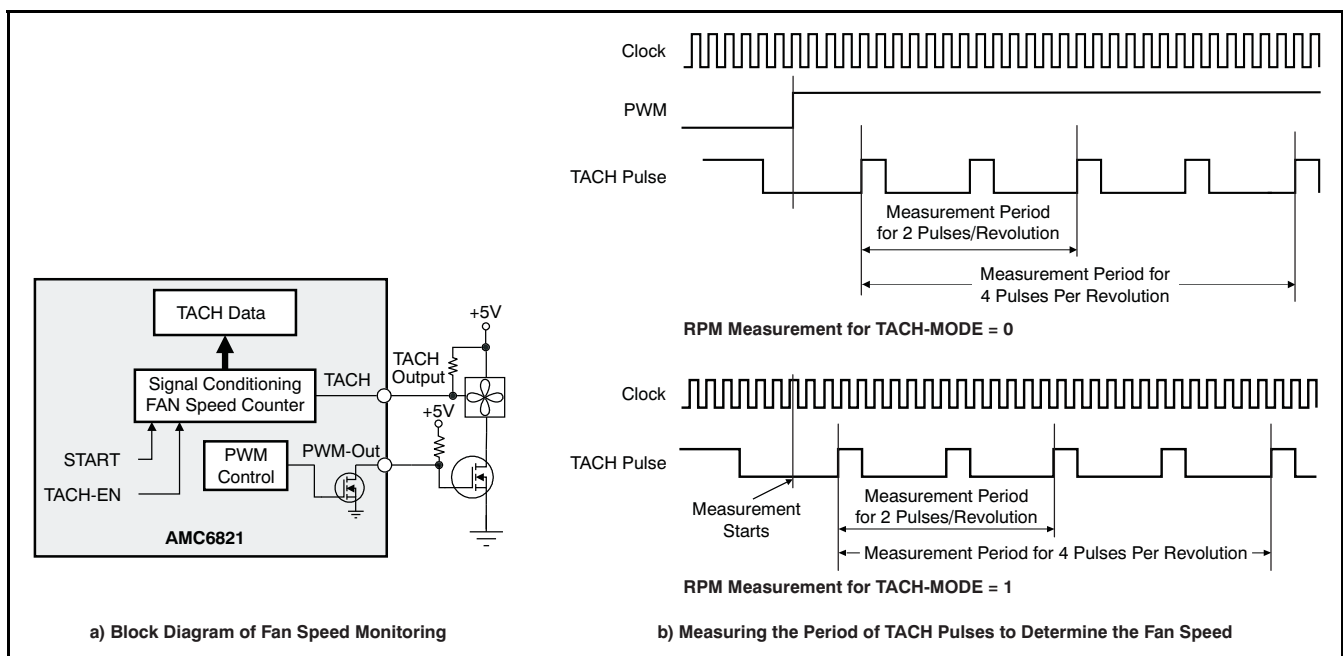 TACH Data
Signal Conditioning
FAN Speed Counter
START
TACH-EN
PWM
Control
PWM-Out
TACH
TACH
Output
+5V
+5V
AMC6821
a) Block Diagram of Fan Speed Monitoring
Clock
PWM
TACH Pulse
Measurement Period
for 2 Pulses/Revolution
Measurement Period for
4 Pulses Per Revolution
RPM Measurement for TACH-MODE = 0
Clock
TACH Pulse
Measurement
Starts
Measurement Period
for 2 Pulses/Revolution
Measurement Period for 4 Pulses Per Revolution
RPM Measurement for TACH-MODE = 1
b) Measuring the Period of TACH Pulses to Determine the Fan Speed